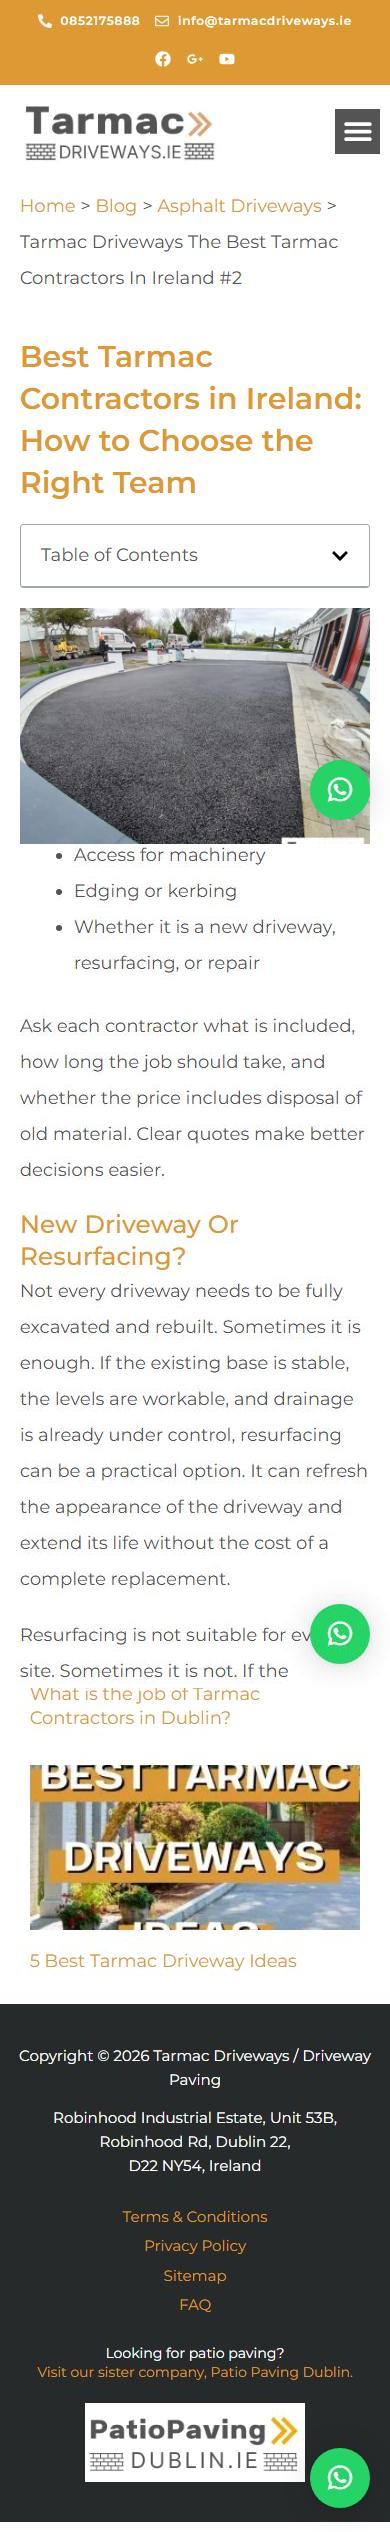 0852175888 info@tarmacdriveways.ie
Tarmac
DRIVEWAYS.IE
Home > Blog > Asphalt Driveways >
Tarmac Driveways The Best Tarmac
Contractors In Ireland #2
Best Tarmac
Contractors in Ireland:
How to Choose the
Right Team
Table of Contents
• Access for machinery
• Edging or kerbing
• Whether it is a new driveway,
resurfacing, or repair
Ask each contractor what is included,
how long the job should take, and
whether the price includes disposal of
old material. Clear quotes make better
decisions easier.
New Driveway Or
Resurfacing?
Not every driveway needs to be fully
excavated and rebuilt. Sometimes it is
enough. If the existing base is stable,
the levels are workable, and drainage
is already under control, resurfacing
can be a practical option. It can refresh
the appearance of the driveway and
extend its life without the cost of a
complete replacement.
Resurfacing is not suitable for ev
site. Sometimes it is not. If the
What is the job of Tarmac
Contractors in Dublin?
BEST TARMAC
DRIVEWAYS
IDEAS
5 Best Tarmac Driveway Ideas
Copyright © 2026 Tarmac Driveways / Driveway
Paving
Robinhood Industrial Estate, Unit 53B,
Robinhood Rd, Dublin 22,
D22 NY54, Ireland
Terms & Conditions
Privacy Policy
Sitemap
FAQ
Looking for patio paving?
Visit our sister company, Patio Paving Dublin.
PatioPaving
DUBLIN.IE